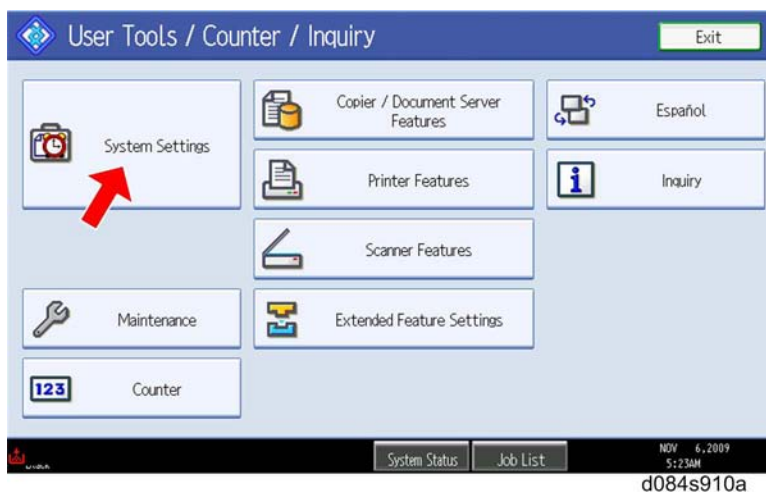 User Tools / Counter / Inquiry
Exit
System Settings
Copier / Document Server
Features
Español
Printer Features
Inquiry
Scanner Features
Maintenance
Extended Feature Settings
123
Counter
System Status
Job List
NOV 6,2009
5:23AM
d084s910a